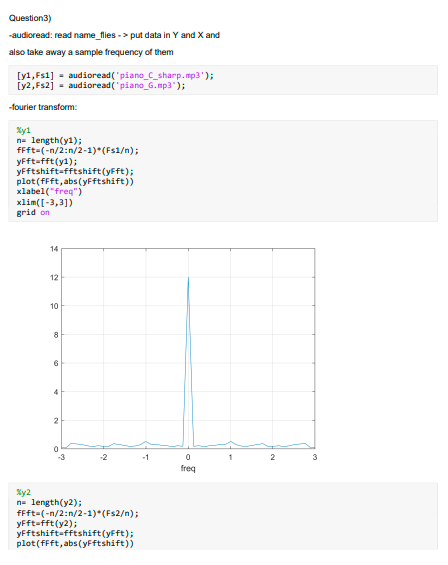 Question3)
-audioread: read name_flies - > put data in Y and X and
also take away a sample frequency of them
[y1,Fs1] = audioread('piano_C_sharp.mp3');
[y2,Fs2] = audioread('piano_G.mp3');
-fourier transform:
%y1
n= length(y1);
fFft=(-n/2:n/2-1)*(Fs1/n);
yFft=fft(y1);
yFftshift=fftshift(yFft);
plot(fFft,abs(yFftshift))
xlabel("freq")
xlim([-3,3])
grid on
14
12
10
8
6
4
2
0
-3 -2 -1 0 1 2 3
freq
%y2
n= length(y2);
fFft=(-n/2:n/2-1)*(Fs2/n);
yFft=fft(y2);
yFftshift=fftshift(yFft);
plot(fFft,abs(yFftshift))